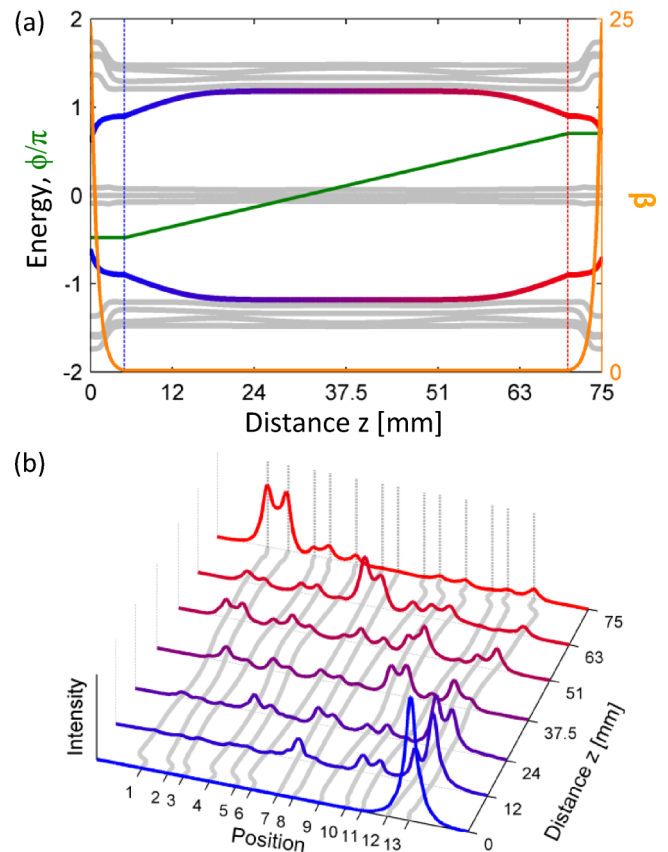 (a)
2
1
0
-1
-2
Energy, ϕ/π
25
0
β
0 12 24 37.5 51 63 75
Distance z [mm]
(b)
Intensity
1 2 3 4 5 6 7 8 9 10 11 12 13
Position
0 12 24 37.5 51 63 75
Distance z [mm]